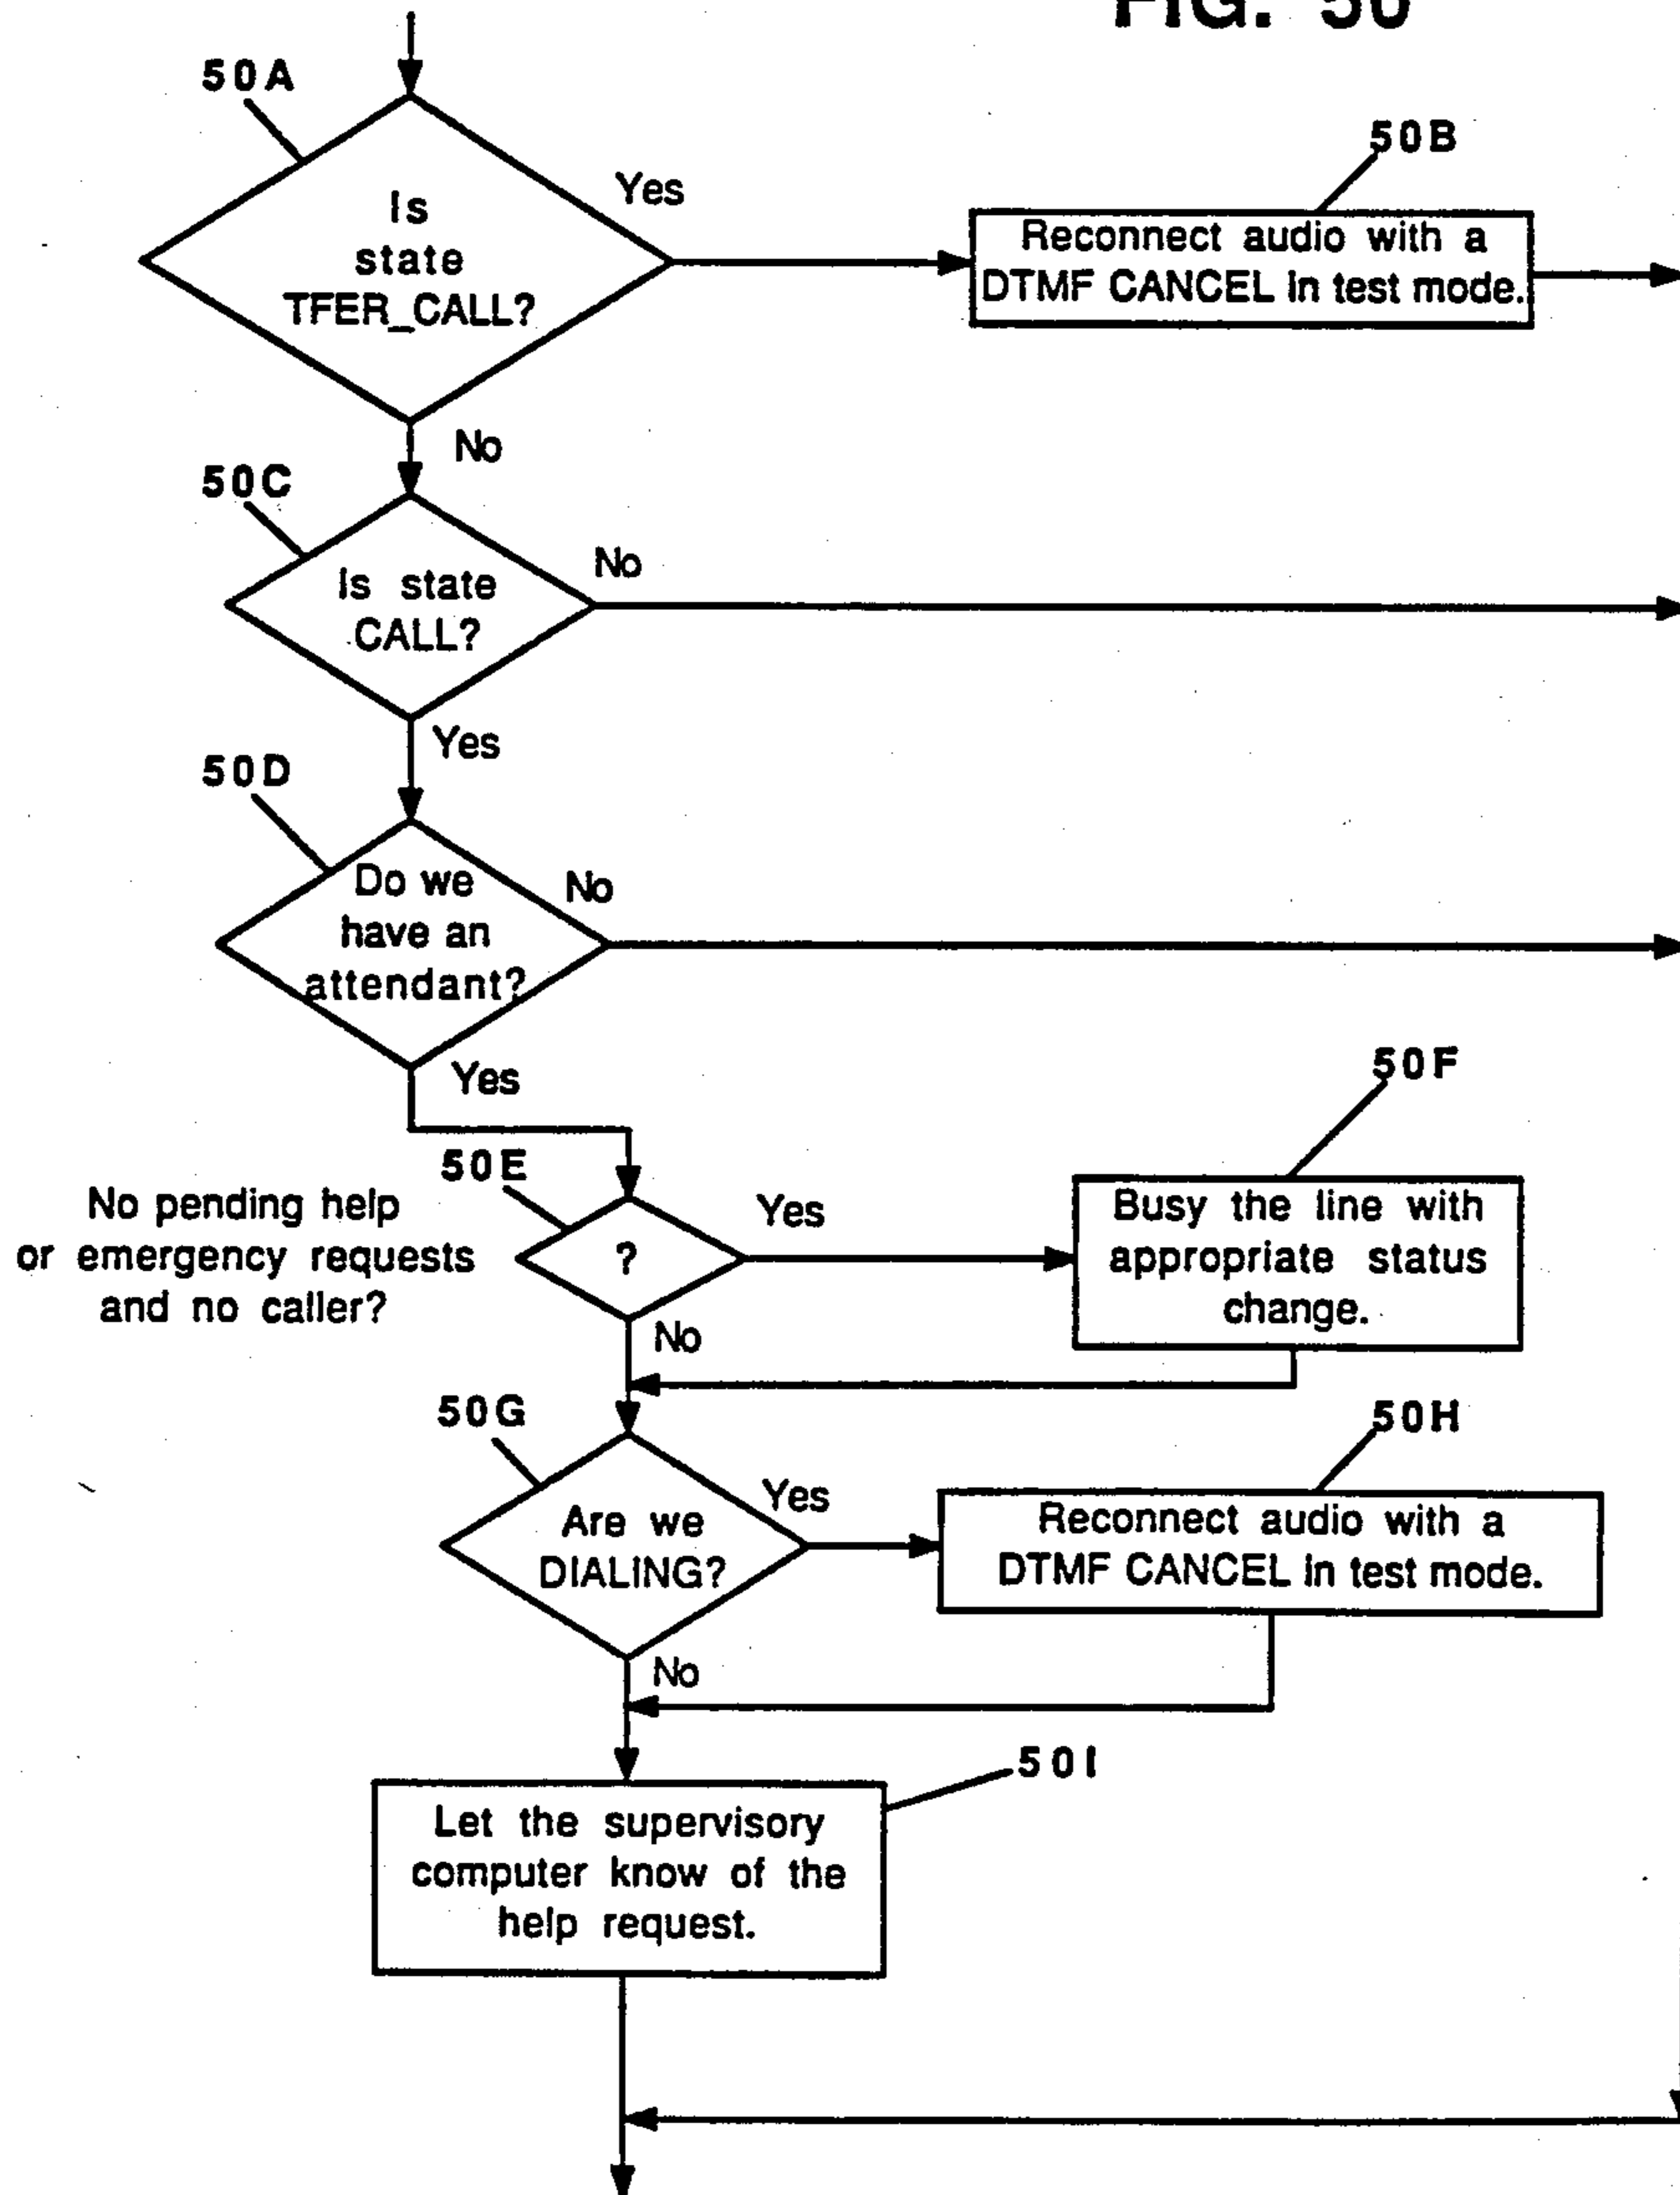 FIG. 50
50A
Is
state
TFER_CALL?
Yes
50B
Reconnect audio with a
DTMF CANCEL in test mode.
No
50C
Is state
CALL?
No
Yes
50D
Do we
have an
attendant?
No
Yes
50E
No pending help
or emergency requests
and no caller?
?
Yes
50F
Busy the line with
appropriate status
change.
No
50G
Are we
DIALING?
Yes
50H
Reconnect audio with a
DTMF CANCEL in test mode.
No
50I
Let the supervisory
computer know of the
help request.